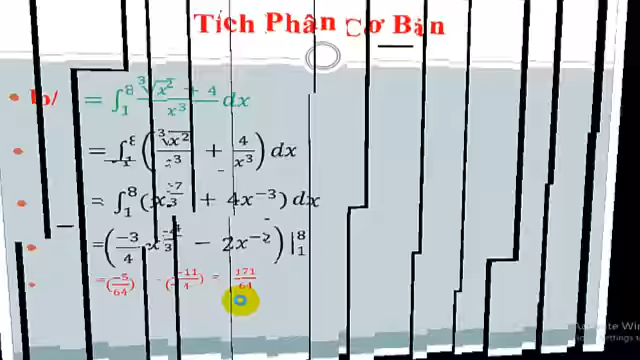 Tích Phân Cơ Bản
b/ = ∫₁⁸ (∛x² + 4)/x³ dx
= ∫₁⁸ (∛x²/x³ + 4/x³) dx
= ∫₁⁸ (x^(-7/3) + 4x⁻³) dx
= (-3/4 x^(-4/3) − 2x⁻²) |₁⁸
= (-5/64) − (-11/4) = 171/64